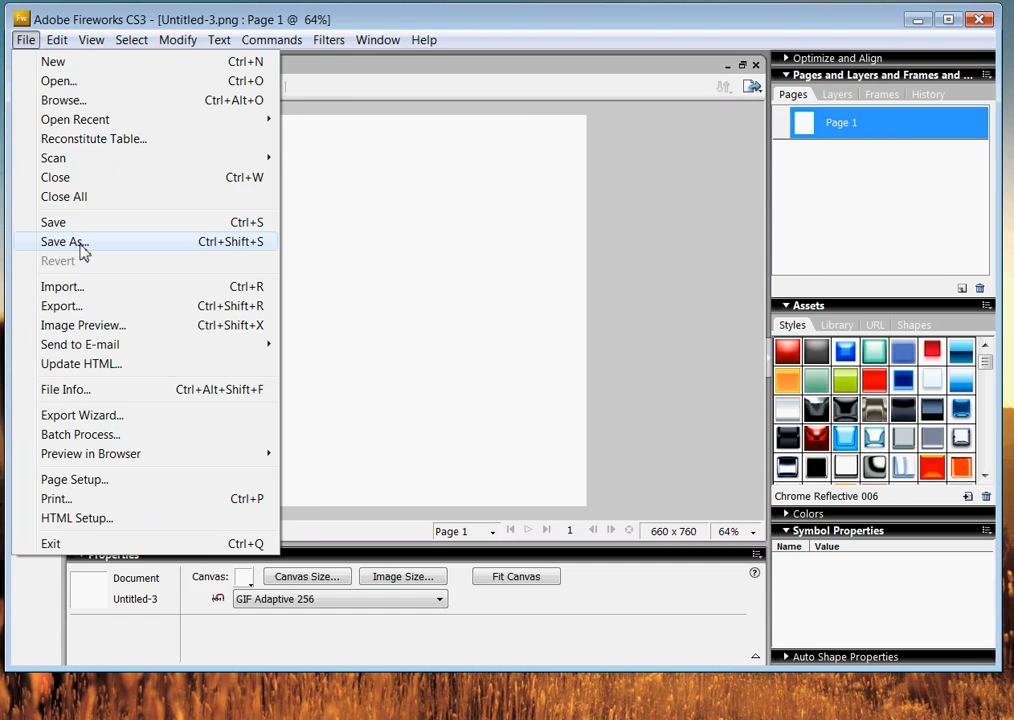 Fw Adobe Fireworks CS3 - [Untitled-3.png : Page 1 @ 64%]
File Edit View Select Modify Text Commands Filters Window Help
New Ctrl+N
Open... Ctrl+O
Browse... Ctrl+Alt+O
Open Recent
Reconstitute Table...
Scan
Close Ctrl+W
Close All
Save Ctrl+S
Save As... Ctrl+Shift+S
Revert
Import... Ctrl+R
Export... Ctrl+Shift+R
Image Preview... Ctrl+Shift+X
Send to E-mail
Update HTML...
File Info... Ctrl+Alt+Shift+F
Export Wizard...
Batch Process...
Preview in Browser
Page Setup...
Print... Ctrl+P
HTML Setup...
Exit Ctrl+Q
Page 1 1 660 x 760 64%
Properties
Document
Untitled-3
Canvas: Canvas Size... Image Size... Fit Canvas
GIF Adaptive 256
Optimize and Align
Pages and Layers and Frames and ...
Pages Layers Frames History
Page 1
Assets
Styles Library URL Shapes
Chrome Reflective 006
Colors
Symbol Properties
Name Value
Auto Shape Properties